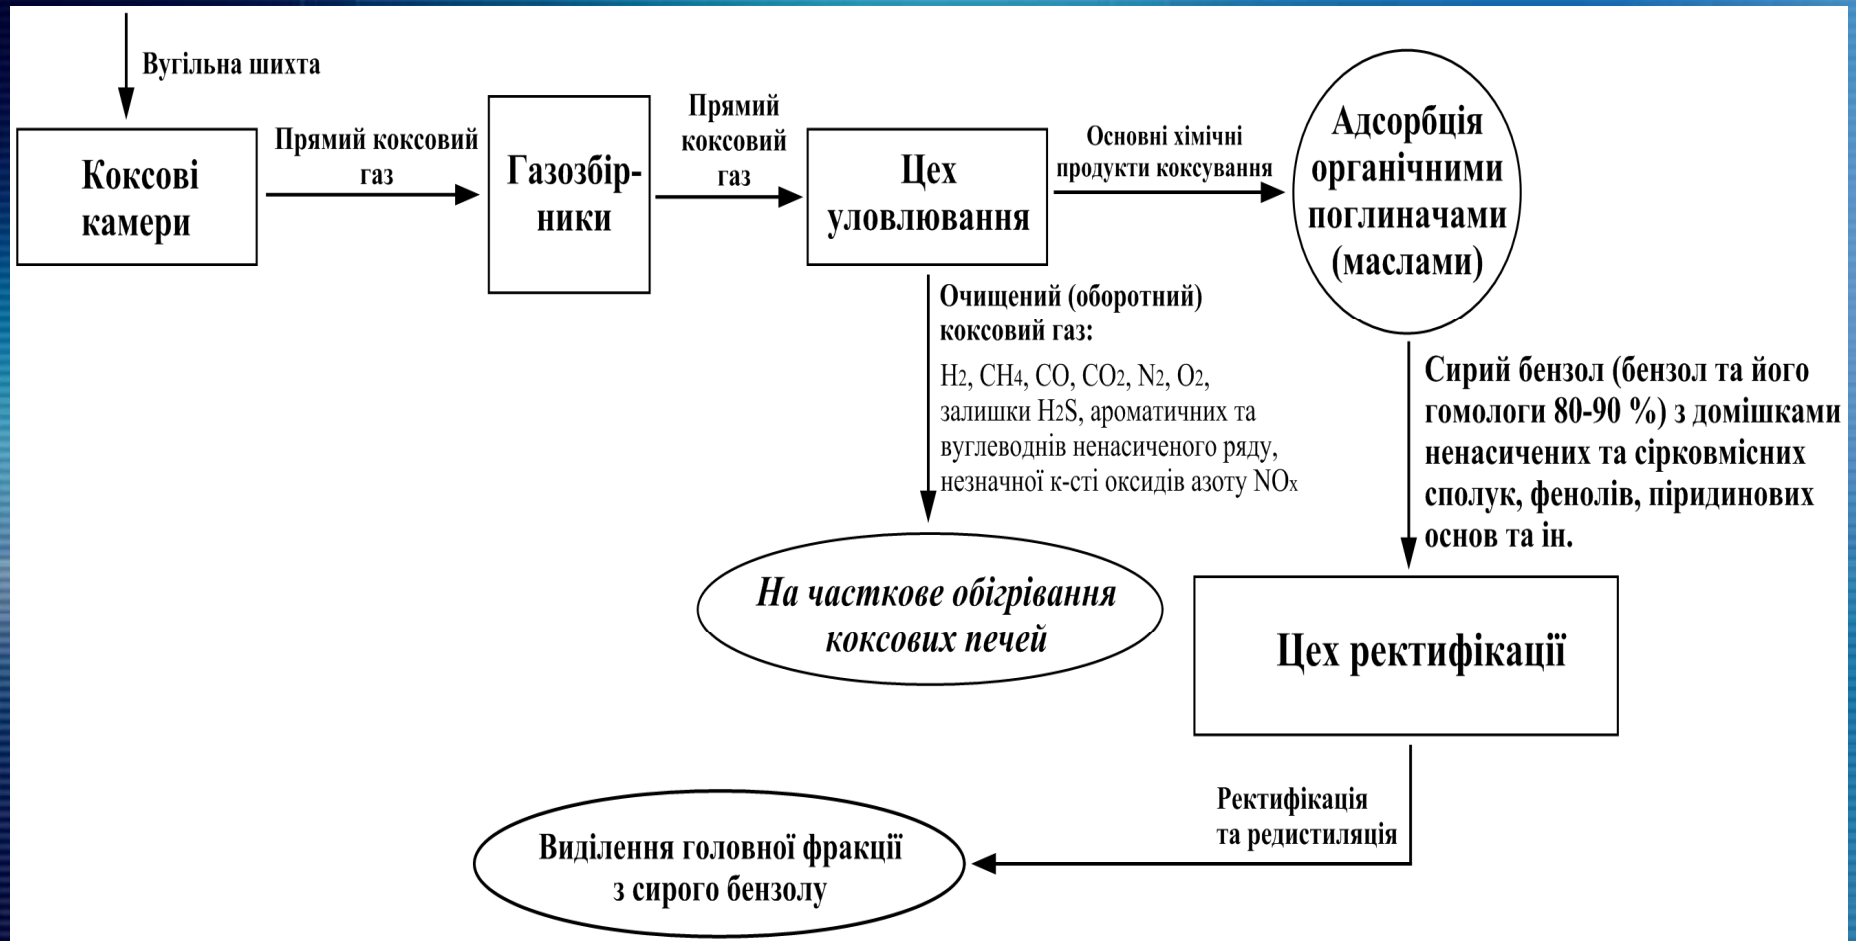 Вугільна шихта
Коксові
камери
Прямий коксовий
газ
Газозбір-
ники
Прямий
коксовий
газ
Цех
уловлювання
Основні хімічні
продукти коксування
Адсорбція
органічними
поглиначами
(маслами)
Очищений (оборотний)
коксовий газ:
H2, CH4, CO, CO2, N2, O2,
залишки H2S, ароматичних та
вуглеводнів ненасиченого ряду,
незначної к-сті оксидів азоту NOx
Сирий бензол (бензол та його
гомологи 80-90 %) з домішками
ненасичених та сірковмісних
сполук, фенолів, піридинових
основ та ін.
На часткове обігрівання
коксових печей
Цех ректифікації
Ректифікація
та редистиляція
Виділення головної фракції
з сирого бензолу